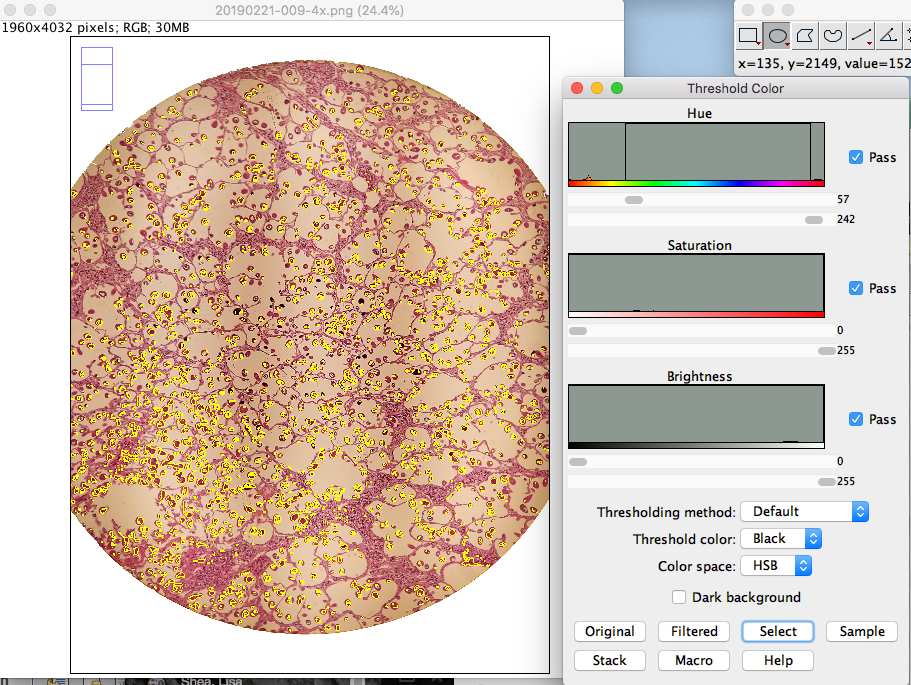 20190221-009-4x.png (24.4%)
1960x4032 pixels; RGB; 30MB
x=135, y=2149, value=152
Threshold Color
Hue
Pass
57
242
Saturation
Pass
0
255
Brightness
Pass
0
255
Thresholding method: Default
Threshold color: Black
Color space: HSB
Dark background
Original Filtered Select Sample
Stack Macro Help
Shea, Lisa